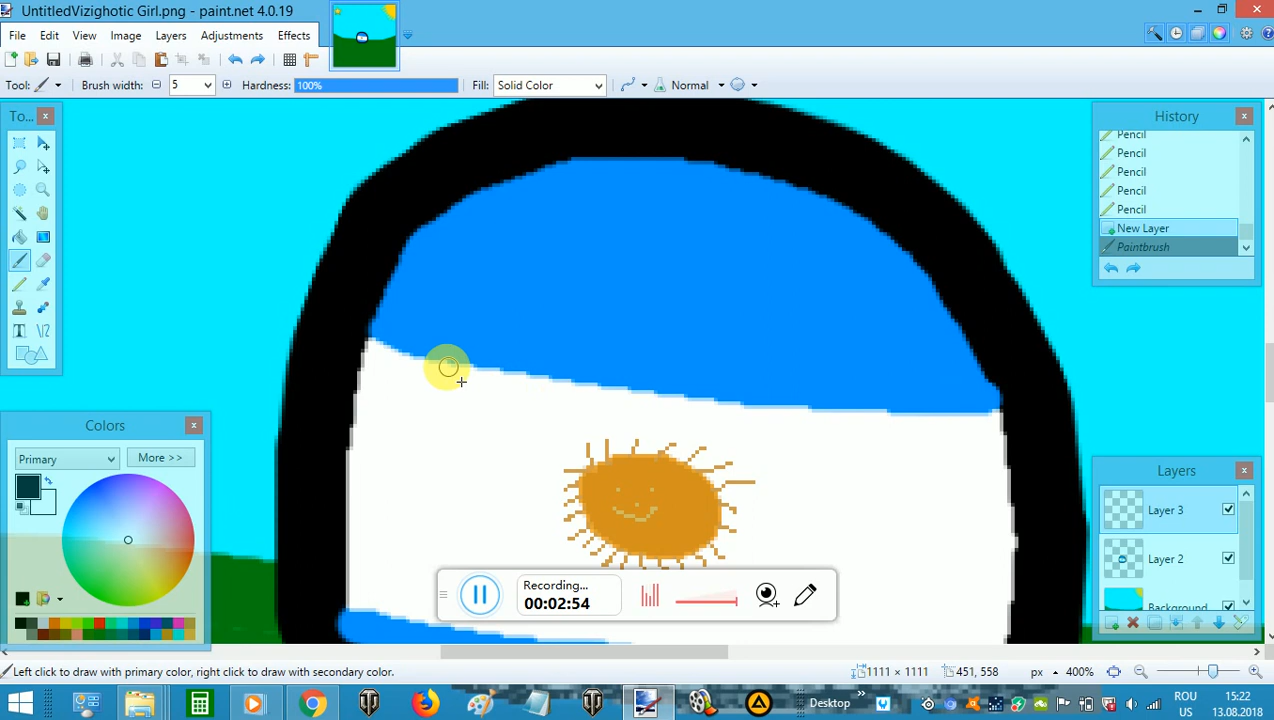 UntitledVizighotic Girl.png - paint.net 4.0.19
File Edit View Image Layers Adjustments Effects
Tool: Brush width: 5 Hardness: 100% Fill: Solid Color Normal
To...
History
Pencil
Pencil
Pencil
Pencil
Pencil
New Layer
Paintbrush
Colors
Primary More >>
Layers
Layer 3
Layer 2
Background
Recording...
00:02:54
Left click to draw with primary color, right click to draw with secondary color. 1111 × 1111 451, 558 px 400%
Desktop » ROU 15:22
US 13.08.2018